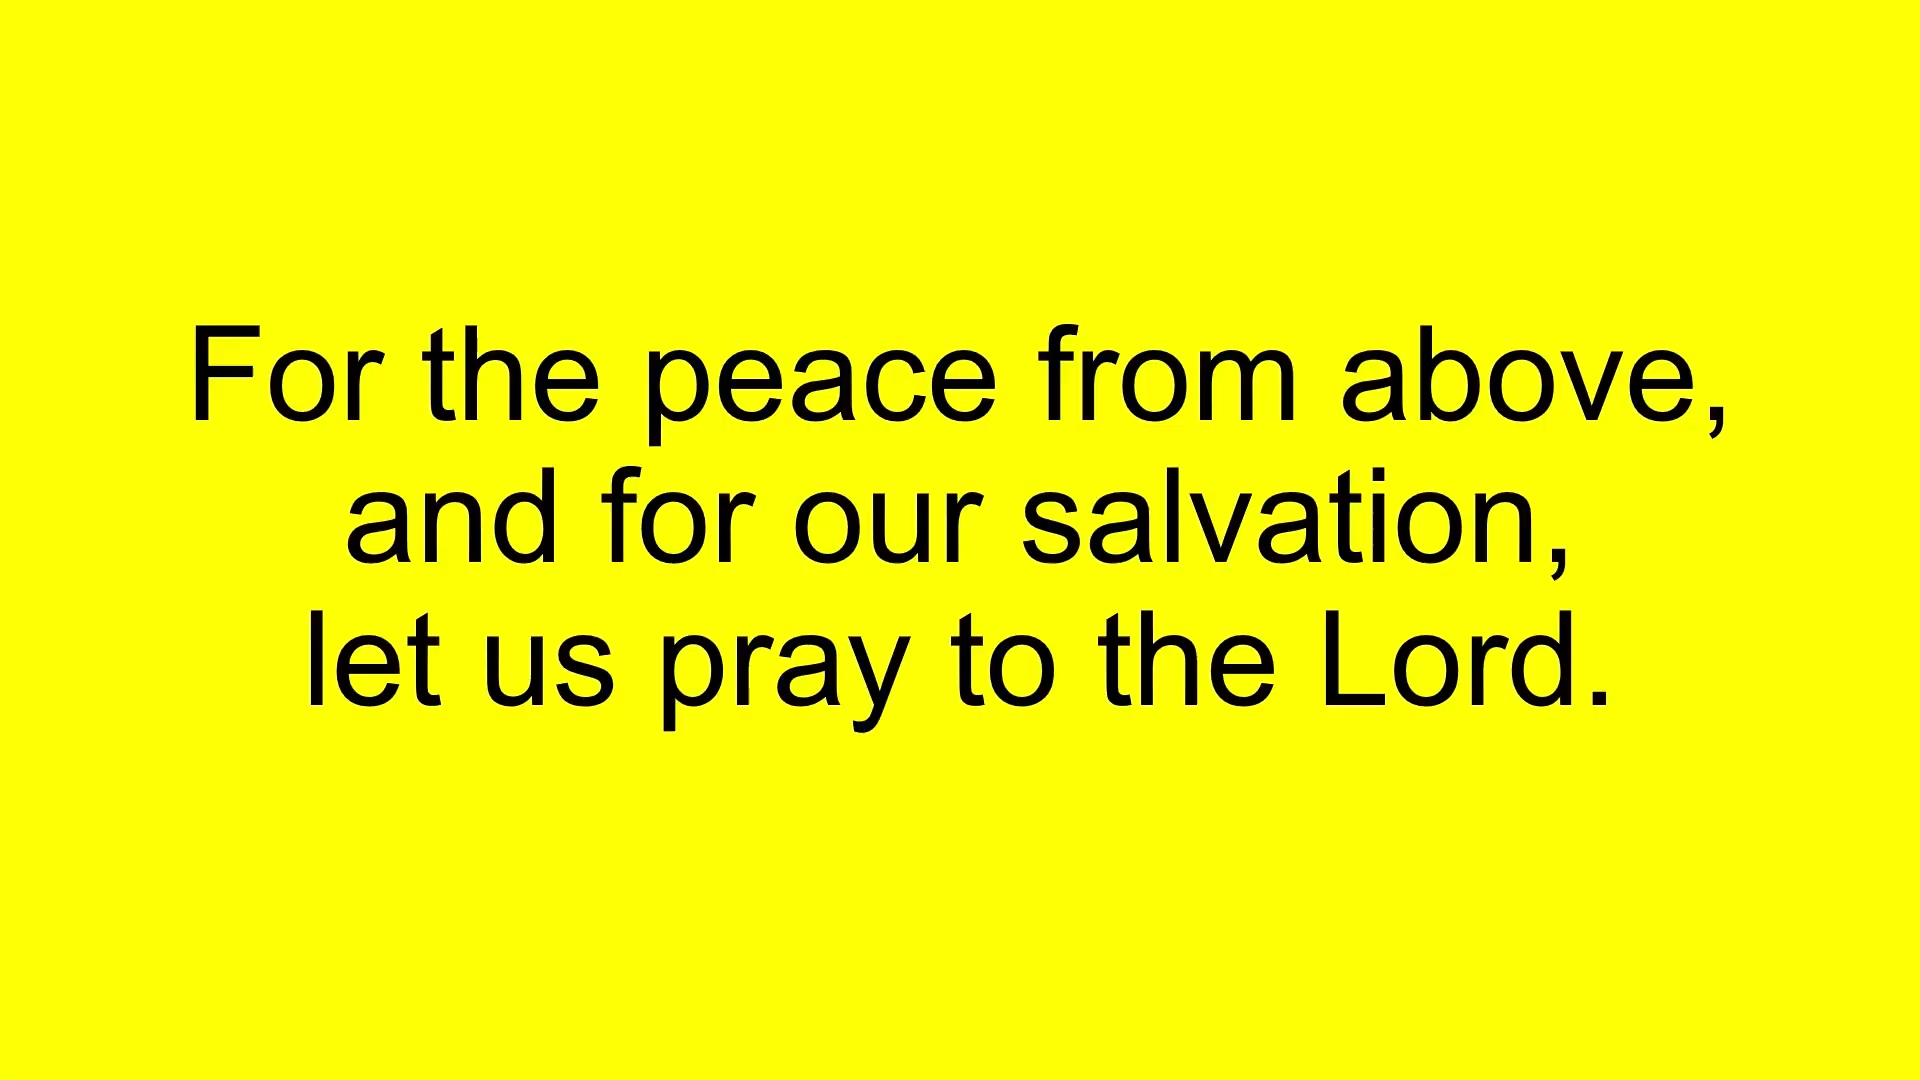 For the peace from above,
and for our salvation,
let us pray to the Lord.